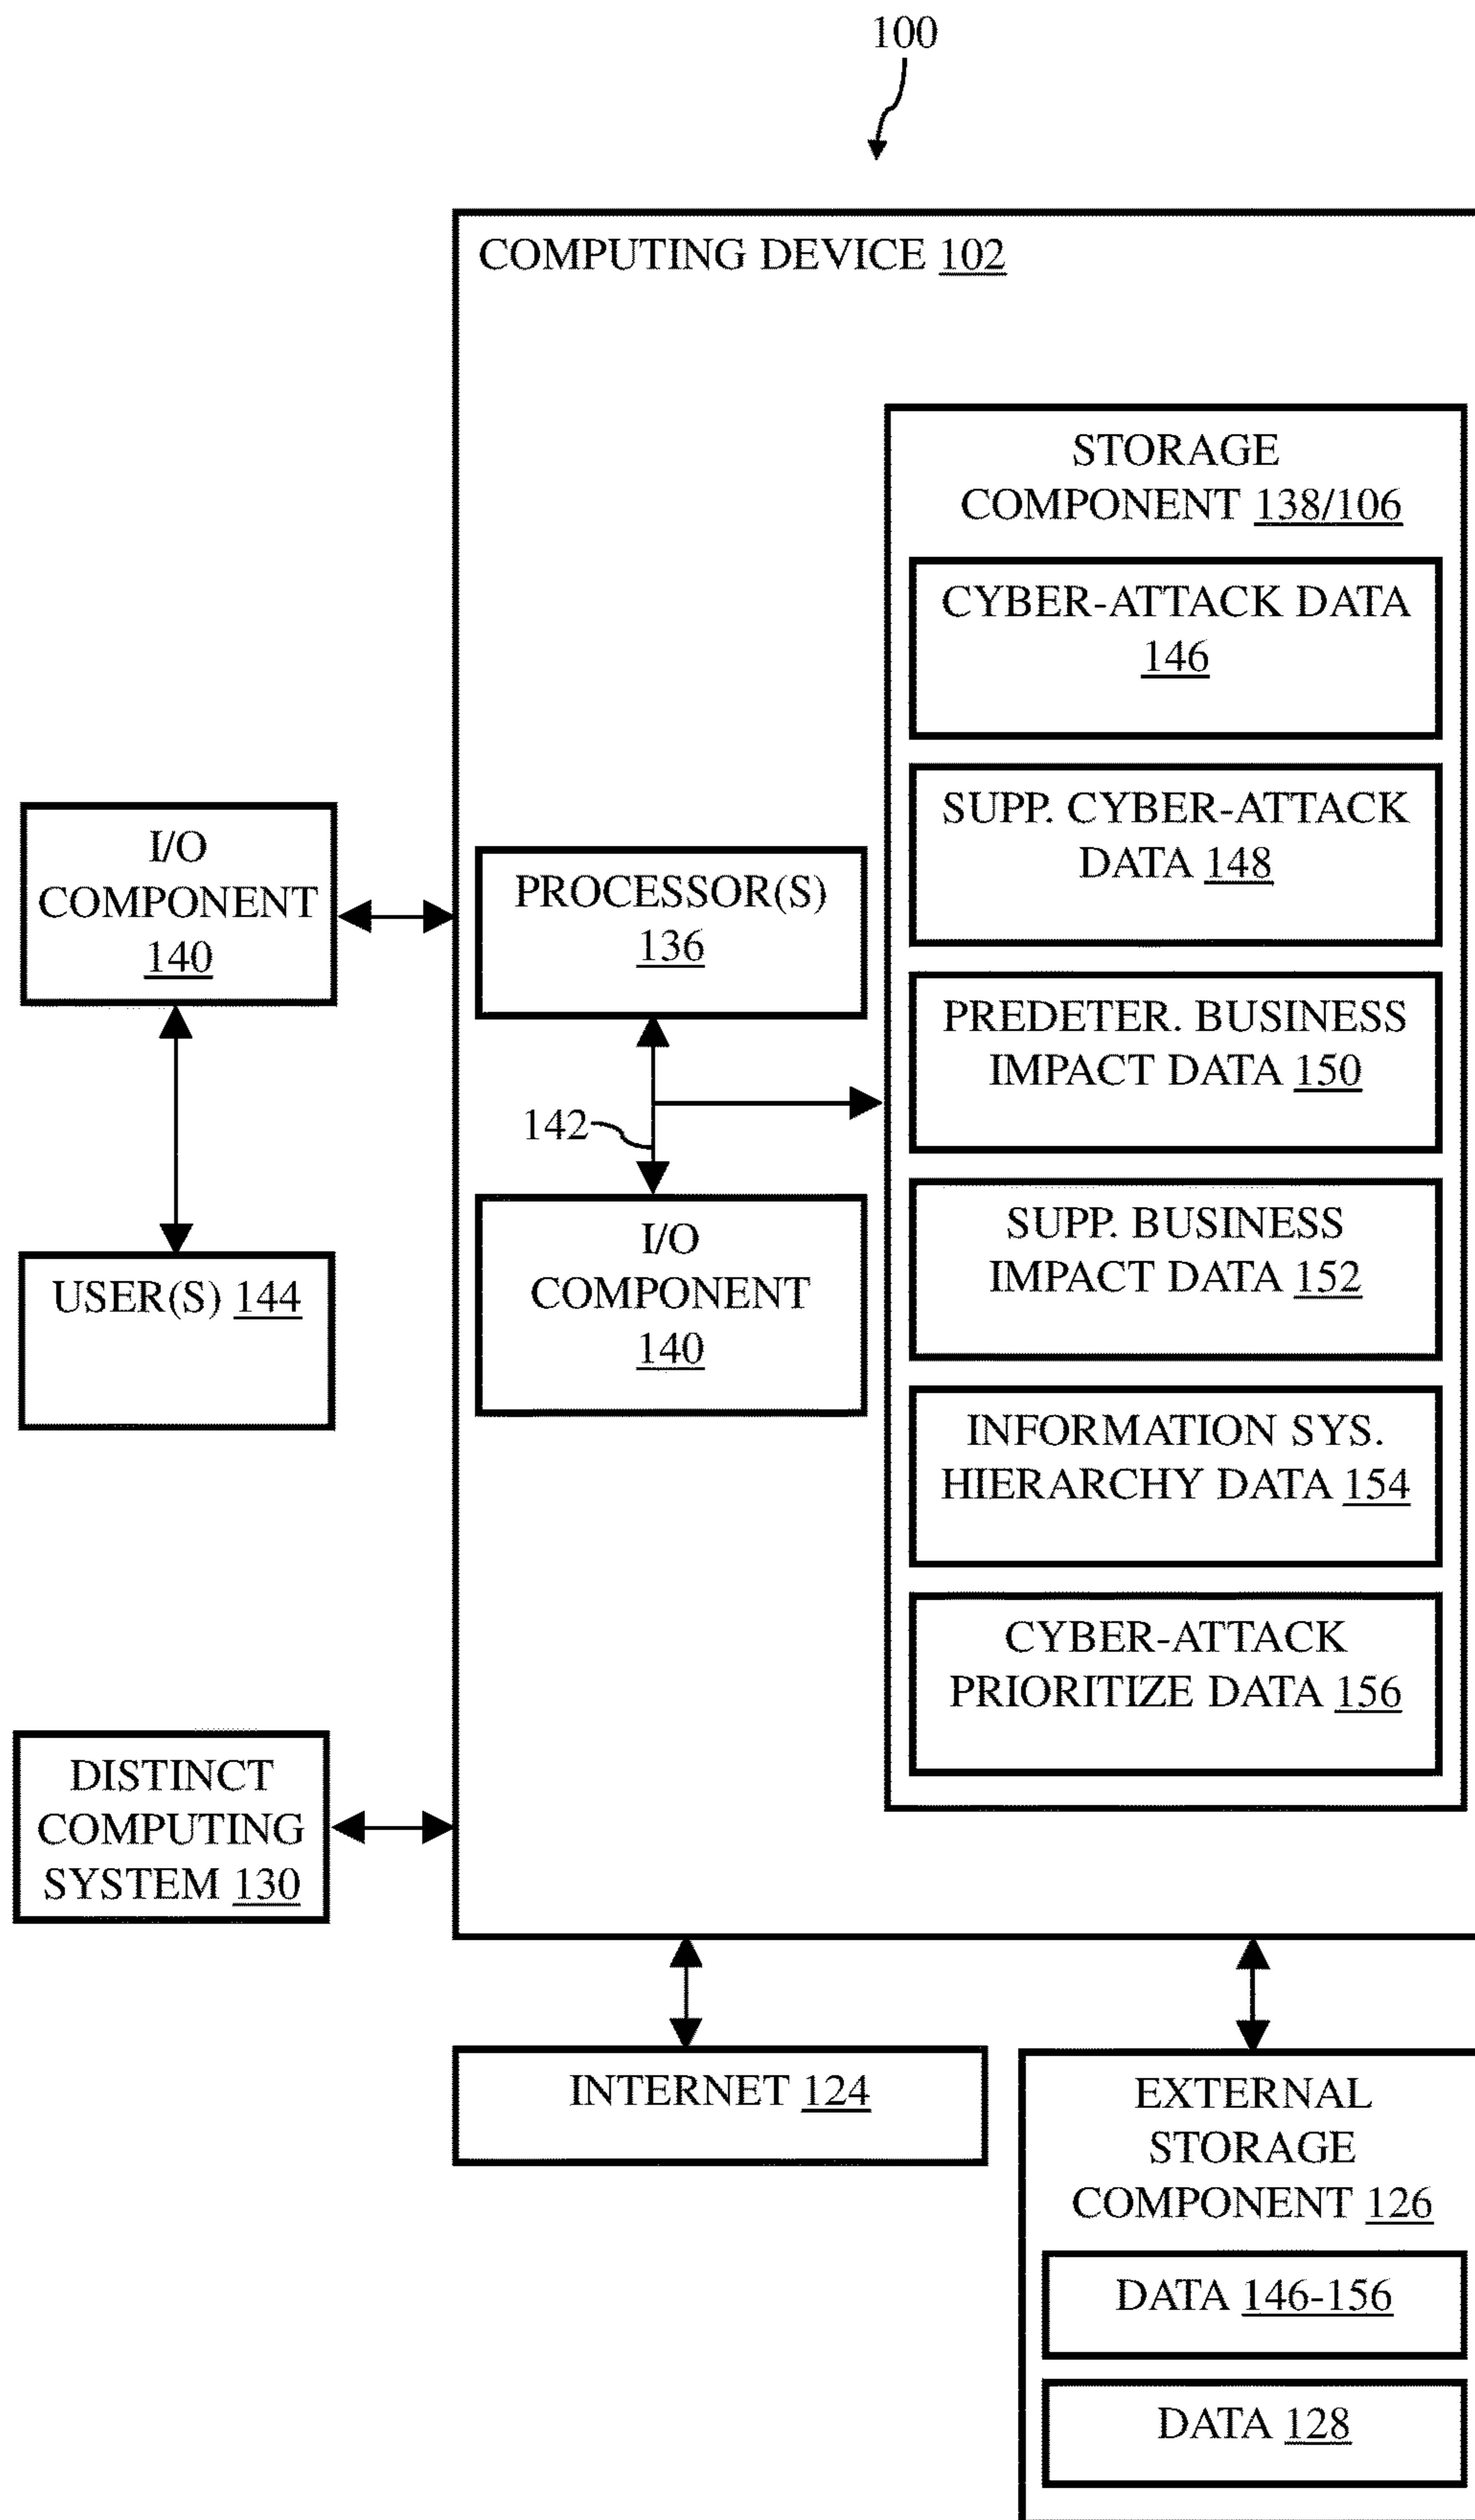 100
COMPUTING DEVICE 102
STORAGE
COMPONENT 138/106
CYBER-ATTACK DATA
146
SUPP. CYBER-ATTACK
DATA 148
I/O
COMPONENT
140
PROCESSOR(S)
136
PREDETER. BUSINESS
IMPACT DATA 150
142
SUPP. BUSINESS
IMPACT DATA 152
I/O
COMPONENT
140
USER(S) 144
INFORMATION SYS.
HIERARCHY DATA 154
CYBER-ATTACK
PRIORITIZE DATA 156
DISTINCT
COMPUTING
SYSTEM 130
INTERNET 124
EXTERNAL
STORAGE
COMPONENT 126
DATA 146-156
DATA 128